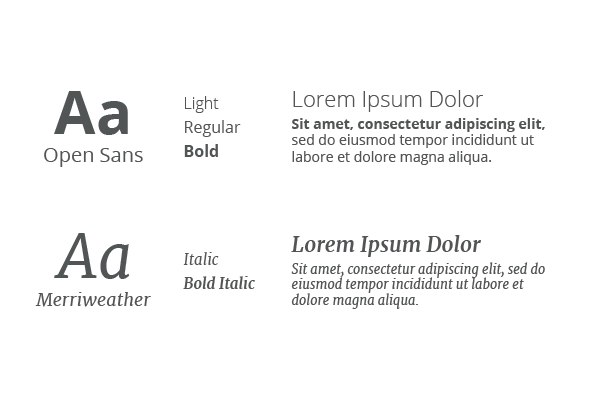 Aa
Open Sans
Light
Regular
Bold
Lorem Ipsum Dolor
Sit amet, consectetur adipiscing elit,
sed do eiusmod tempor incididunt ut
labore et dolore magna aliqua.
Aa
Merriweather
Italic
Bold Italic
Lorem Ipsum Dolor
Sit amet, consectetur adipiscing elit, sed do
eiusmod tempor incididunt ut labore et
dolore magna aliqua.